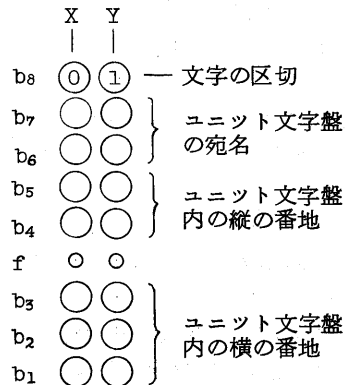 X Y
b₈ 0 1 文字の区切
b₇
ユニット文字盤
の宛名
b₆
b₅
ユニット文字盤
内の縦の番地
b₄
f
b₃
ユニット文字盤
内の横の番地
b₂
b₁